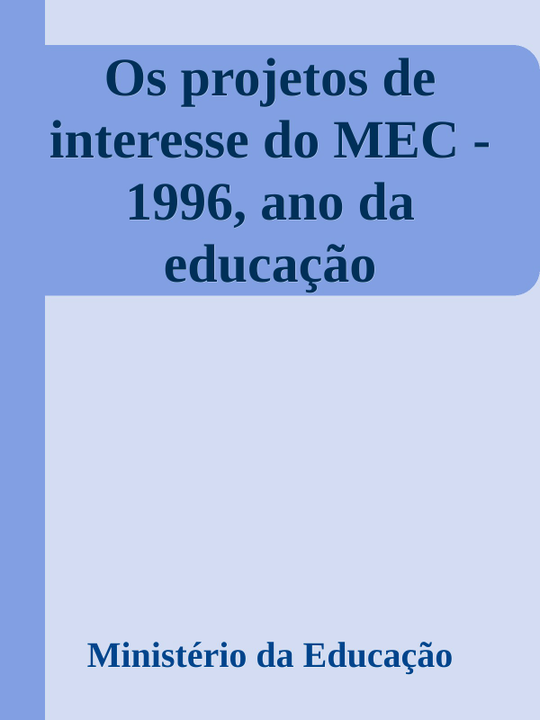 Os projetos de
interesse do MEC -
1996, ano da
educação
Ministério da Educação